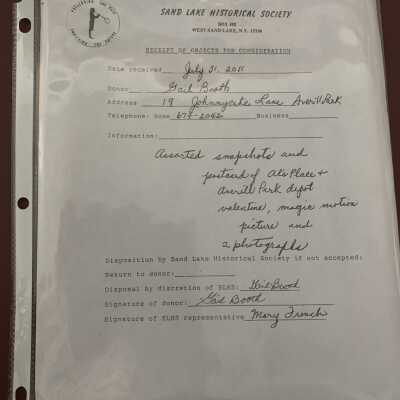 SAND LAKE HISTORICAL SOCIETY
BOX 492
WEST SAND LAKE, N.Y. 12196
RECEIPT OF OBJECTS FOR CONSIDERATION
Date received July 31, 2011
Donor Gail Booth
Address 19 Johnnycake Lane Averill Park
Telephone: Home 674-2042 Business
Information:
Assorted snapshots and
postcard of Al's Place +
Averill Park depot
valentine, magic motion
picture and
2 photographs
Disposition by Sand Lake Historical Society if not accepted:
Return to donor:
Disposal by discretion of SLHS:
Signature of donor: Gail Booth
Signature of SLHS representative Mary French